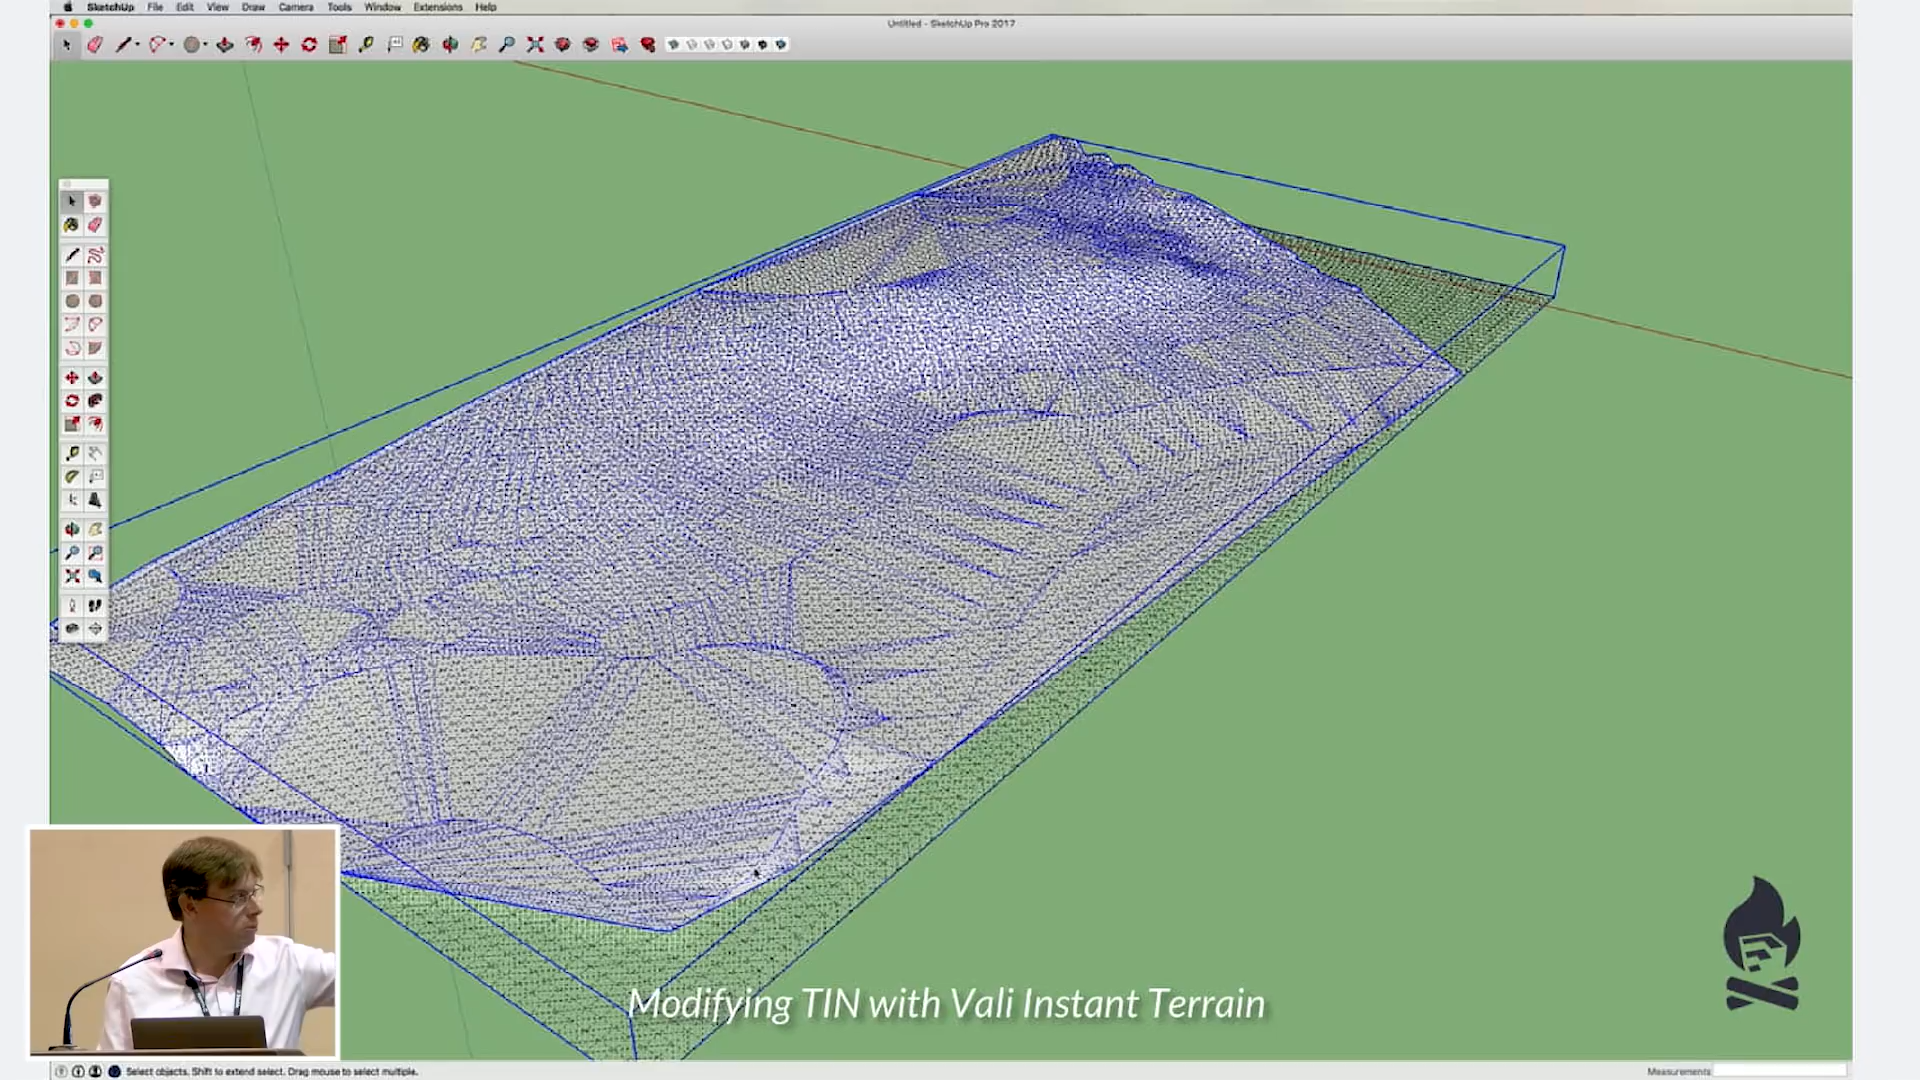 SketchUp File Edit View Draw Camera Tools Window Extensions Help
Untitled - SketchUp Pro 2017
Modifying TIN with Vali Instant Terrain
Select objects. Shift to extend select. Drag mouse to select multiple.
Measurements